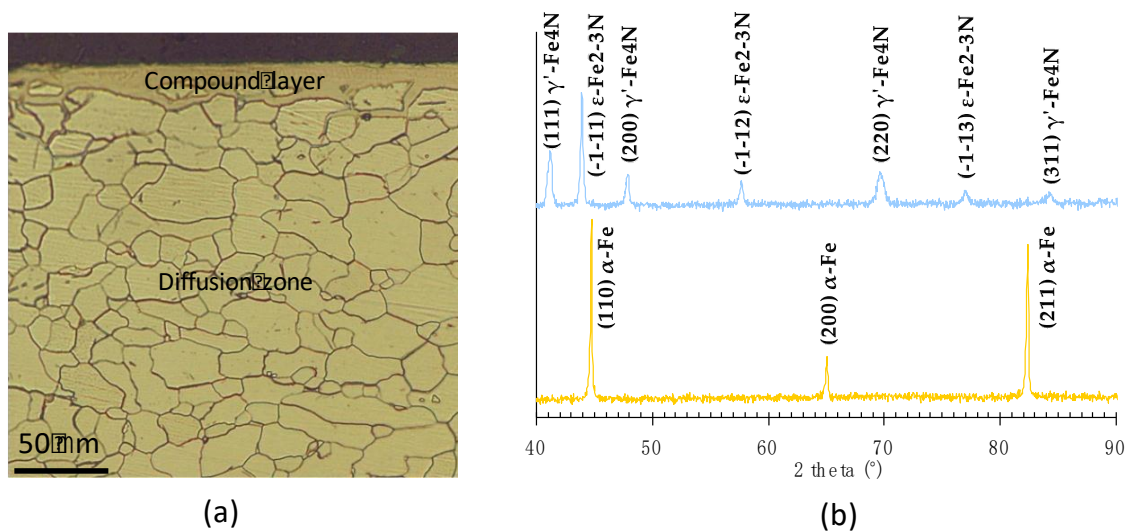 Compound layer
Diffusion zone
50 m
(a)
(111) γ'-Fe4N
(-1-11) ε-Fe2-3N
(200) γ'-Fe4N
(-1-12) ε-Fe2-3N
(220) γ'-Fe4N
(-1-13) ε-Fe2-3N
(311) γ'-Fe4N
(110) α-Fe
(200) α-Fe
(211) α-Fe
40 50 60 70 80 90
2 theta (°)
(b)